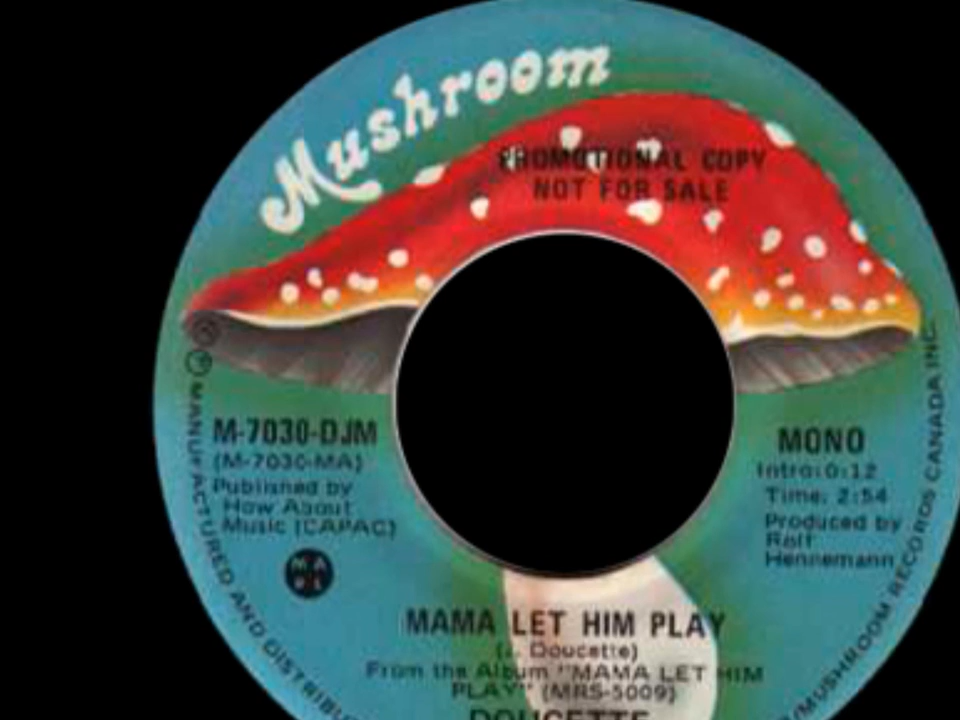 Mushroom
PROMOTIONAL COPY
NOT FOR SALE
M-7030-DJM
(M-7030-MA)
Published by
How About
Music (CAPAC)
M A
P L
MONO
Intro: 0:12
Time: 2:54
Produced by
Rolf
Hennemann
MAMA LET HIM PLAY
(J. Doucette)
From the Album "MAMA LET HIM
PLAY" (MRS-5009)
DOUCETTE
© Ⓟ MANUFACTURED AND DISTRIBU
MUSHROOM RECORDS CANADA INC.